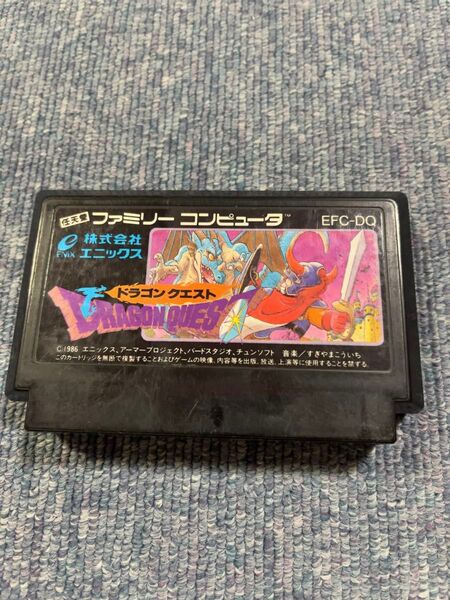 任天堂 ファミリー コンピュータ™ EFC-DQ
株式会社
ENIX エニックス
ドラゴン クエスト
DRAGON QUEST
© 1986 エニックス、アーマープロジェクト、バードスタジオ、チュンソフト 音楽／すぎやまこういち
このカートリッジを無断で複製することおよびゲームの映像、内容等を出版、放送、上演等に使用することを禁ずる。